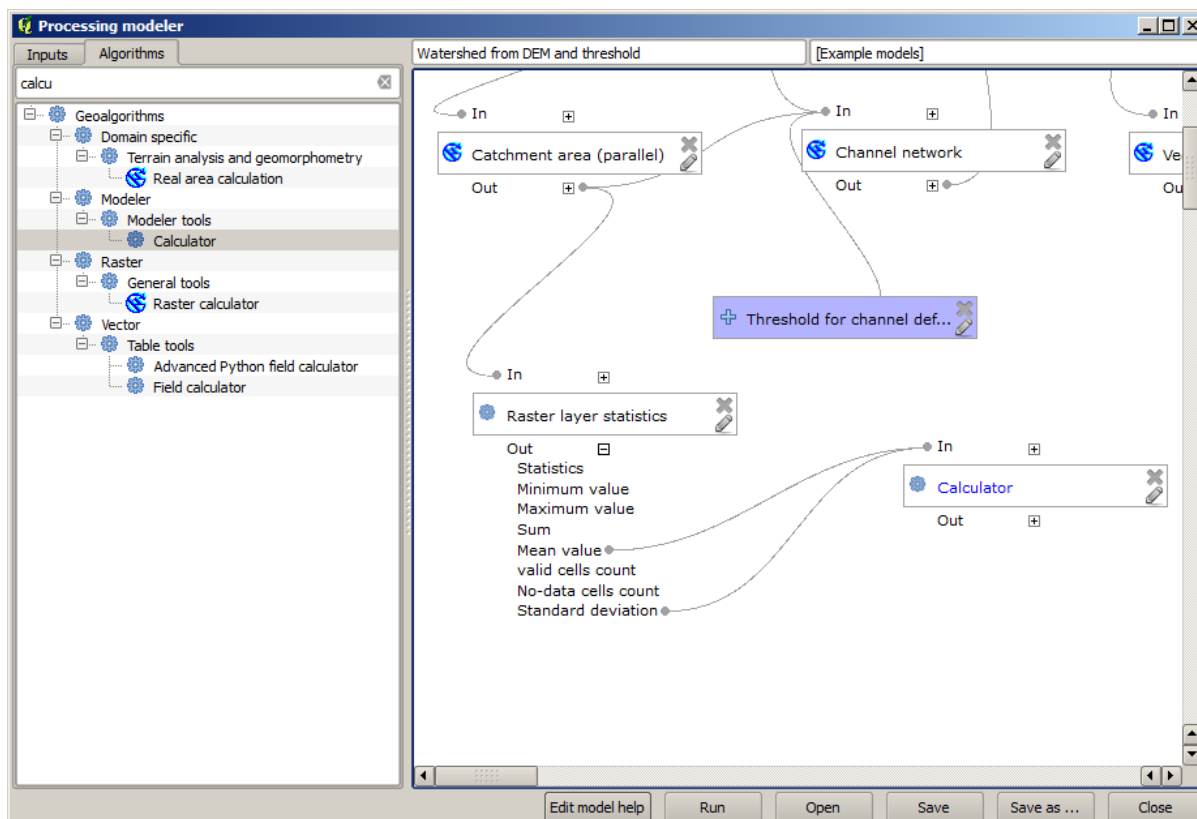 Processing modeler
Inputs
Algorithms
Watershed from DEM and threshold
[Example models]
calcu
Geoalgorithms
Domain specific
Terrain analysis and geomorphometry
Real area calculation
Modeler
Modeler tools
Calculator
Raster
General tools
Raster calculator
Vector
Table tools
Advanced Python field calculator
Field calculator
In
Catchment area (parallel)
Out
In
Channel network
Out
In
Threshold for channel def...
In
Raster layer statistics
Out
Statistics
Minimum value
Maximum value
Sum
Mean value
valid cells count
No-data cells count
Standard deviation
In
Calculator
Out
Edit model help
Run
Open
Save
Save as ...
Close